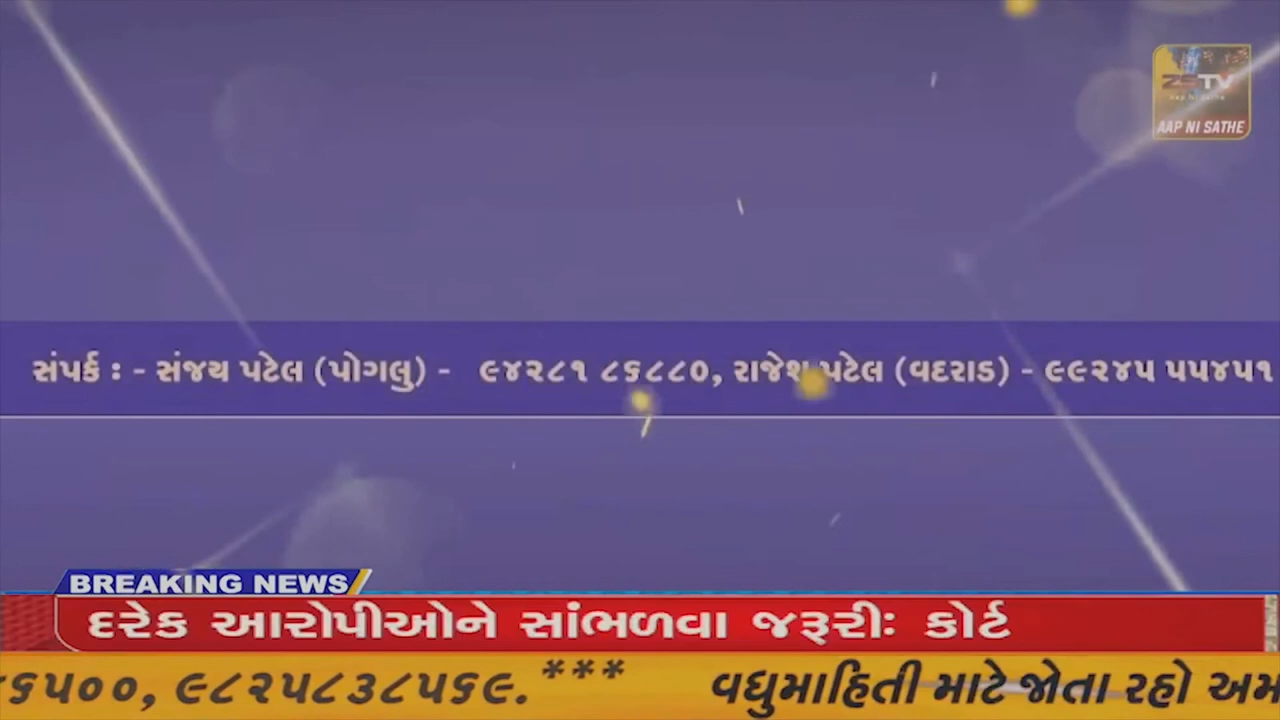 ZSTV
AAP NI SATHE
સંપર્ક : - સંજય પટેલ (પોગલુ) - ૯૪૨૮૧ ૮૬૮૮૦, રાજેશ પટેલ (વદરાડ) - ૯૯૨૪૫ ૫૫૪૫૧
BREAKING NEWS
દરેક આરોપીઓને સાંભળવા જરૂરીઃ કોર્ટ
૬૫૦૦, ૯૮૨૫૮૩૮૫૬૯.*** વધુમાહિતી માટે જોતા રહો